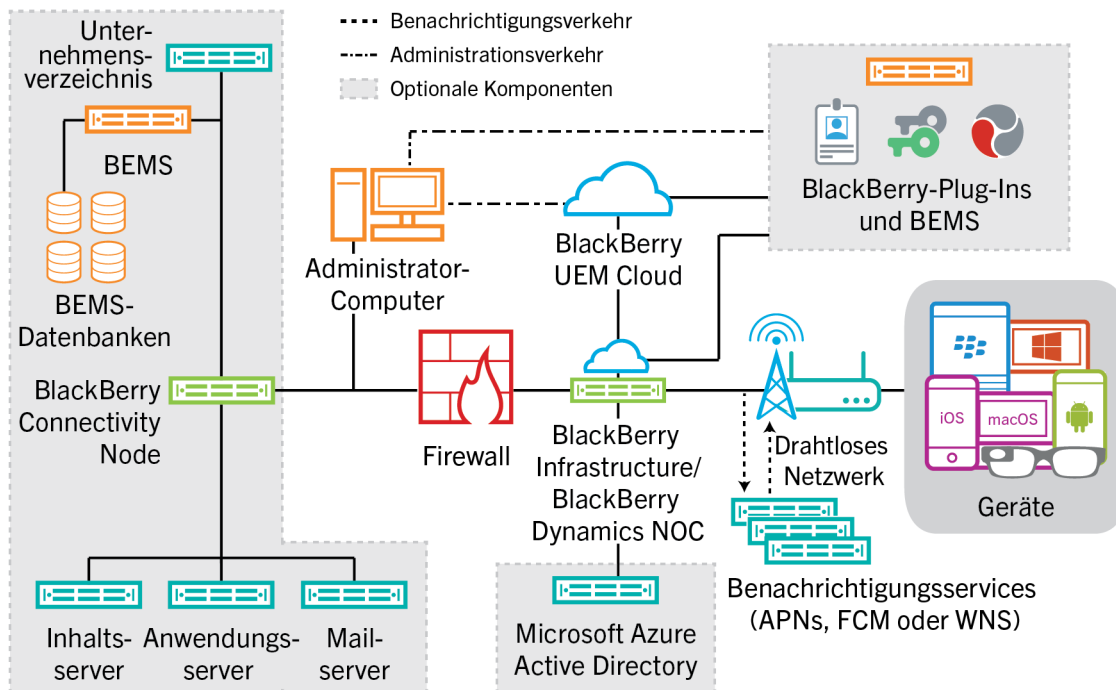 Unter-
nehmens-
verzeichnis
BEMS
BEMS-
Datenbanken
BlackBerry
Connectivity
Node
Inhalts-
server
Anwendungs-
server
Mail-
server
Benachrichtigungsverkehr
Administrationsverkehr
Optionale Komponenten
Administrator-
Computer
Firewall
BlackBerry
UEM Cloud
BlackBerry
Infrastructure/
BlackBerry
Dynamics NOC
Microsoft Azure
Active Directory
BlackBerry-Plug-Ins
und BEMS
Drahtloses
Netzwerk
Benachrichtigungsservices
(APNs, FCM oder WNS)
iOS
macOS
Geräte